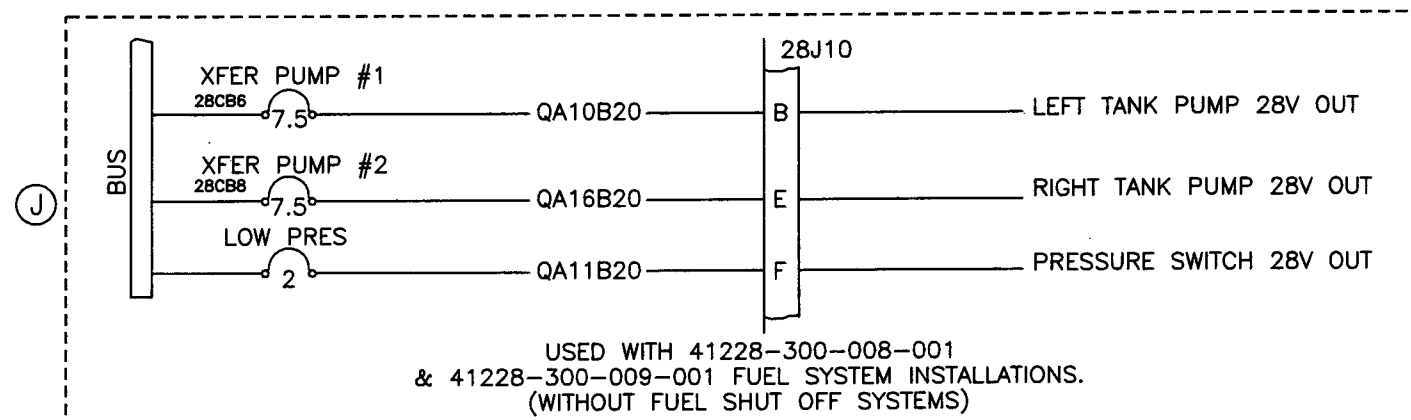 28J10
XFER PUMP #1
28CB6
7.5
QA10B20
B
LEFT TANK PUMP 28V OUT
BUS
XFER PUMP #2
28CB8
7.5
QA16B20
E
RIGHT TANK PUMP 28V OUT
J
LOW PRES
2
QA11B20
F
PRESSURE SWITCH 28V OUT
USED WITH 41228-300-008-001
& 41228-300-009-001 FUEL SYSTEM INSTALLATIONS.
(WITHOUT FUEL SHUT OFF SYSTEMS)